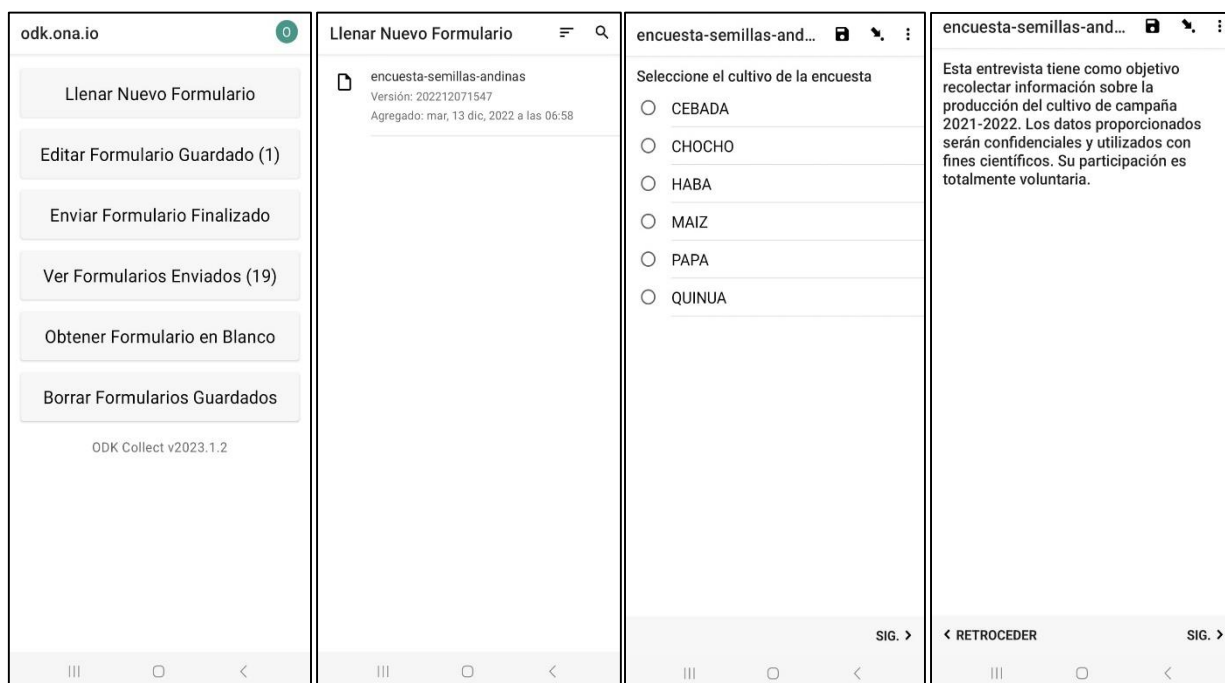 odk.ona.io
O
Llenar Nuevo Formulario
Editar Formulario Guardado (1)
Enviar Formulario Finalizado
Ver Formularios Enviados (19)
Obtener Formulario en Blanco
Borrar Formularios Guardados
ODK Collect v2023.1.2
Llenar Nuevo Formulario
encuesta-semillas-andinas
Versión: 202212071547
Agregado: mar, 13 dic, 2022 a las 06:58
encuesta-semillas-and...
Seleccione el cultivo de la encuesta
CEBADA
CHOCHO
HABA
MAIZ
PAPA
QUINUA
SIG. >
encuesta-semillas-and...
Esta entrevista tiene como objetivo
recolectar información sobre la
producción del cultivo de campaña
2021-2022. Los datos proporcionados
serán confidenciales y utilizados con
fines científicos. Su participación es
totalmente voluntaria.
< RETROCEDER
SIG. >